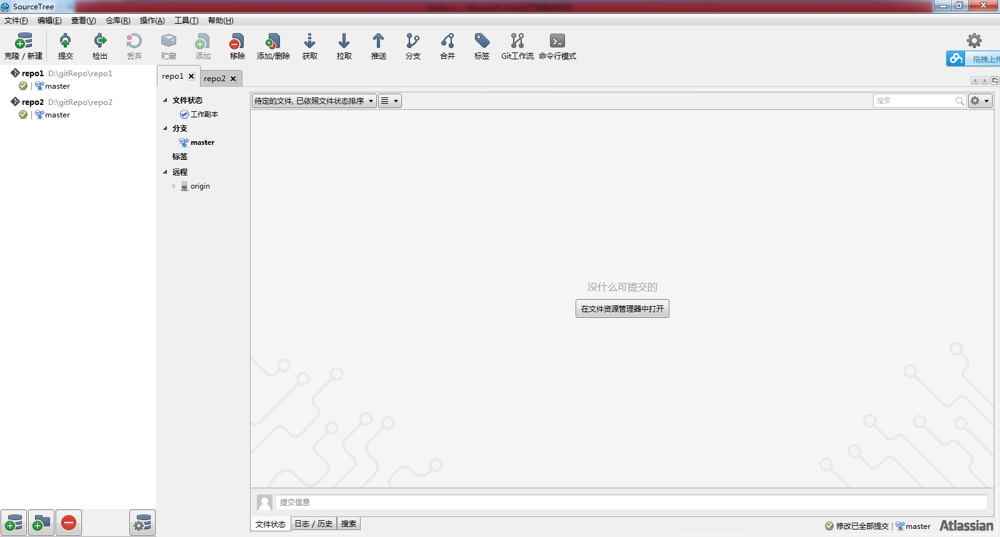 SourceTree
文件(F) 编辑(E) 查看(V) 仓库(R) 操作(A) 工具(T) 帮助(H)
克隆 / 新建 提交 检出 丢弃 贮藏 添加 移除 添加/删除 获取 拉取 推送 分支 合并 标签 Git工作流 命令行模式
拖拽上传
repo1 D:\gitRepo\repo1
master
repo2 D:\gitRepo\repo2
master
repo1 repo2
文件状态
工作副本
分支
master
标签
远程
origin
待定的文件, 已依照文件状态排序
搜索
没什么可提交的
在文件资源管理器中打开
提交信息
文件状态 日志 / 历史 搜索
修改已全部提交 master Atlassian